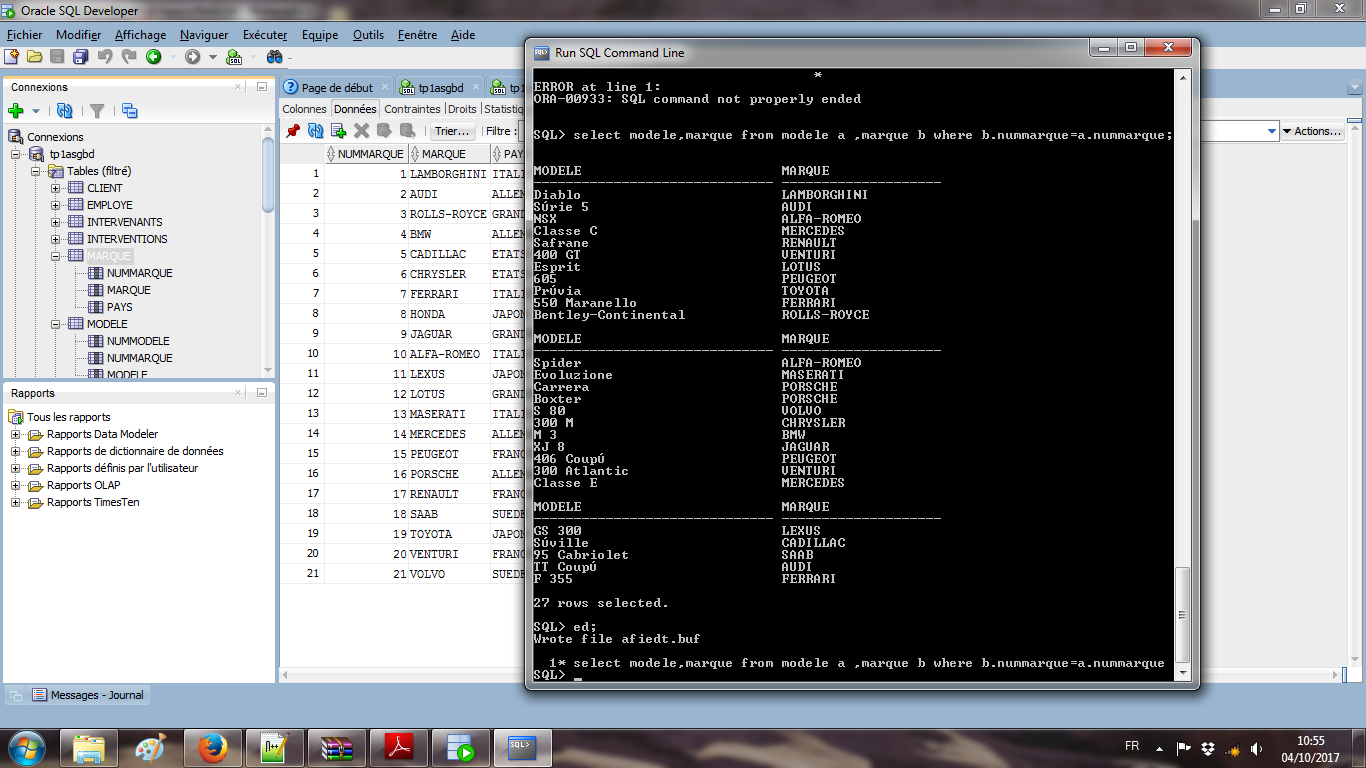 Oracle SQL Developer
Fichier Modifier Affichage Naviguer Exécuter Equipe Outils Fenêtre Aide
Connexions
Connexions
tp1asgbd
Tables (filtré)
CLIENT
EMPLOYE
INTERVENANTS
INTERVENTIONS
MARQUE
NUMMARQUE
MARQUE
PAYS
MODELE
NUMMODELE
NUMMARQUE
MODELE
Rapports
Tous les rapports
Rapports Data Modeler
Rapports de dictionnaire de données
Rapports définis par l'utilisateur
Rapports OLAP
Rapports TimesTen
Messages - Journal
Page de début tp1asgbd
Colonnes Données Contraintes Droits Statistiq
Trier... Filtre : Actions...
NUMMARQUE MARQUE PAY
1 1 LAMBORGHINI ITALI
2 2 AUDI ALLEM
3 3 ROLLS-ROYCE GRAND
4 4 BMW ALLEM
5 5 CADILLAC ETATS
6 6 CHRYSLER ETATS
7 7 FERRARI ITALI
8 8 HONDA JAPON
9 9 JAGUAR GRAND
10 10 ALFA-ROMEO ITALI
11 11 LEXUS JAPON
12 12 LOTUS GRAND
13 13 MASERATI ITALI
14 14 MERCEDES ALLEM
15 15 PEUGEOT FRANC
16 16 PORSCHE ALLEM
17 17 RENAULT FRANC
18 18 SAAB SUEDE
19 19 TOYOTA JAPON
20 20 VENTURI FRANC
21 21 VOLVO SUEDE
Run SQL Command Line
*
ERROR at line 1:
ORA-00933: SQL command not properly ended
SQL> select modele,marque from modele a ,marque b where b.nummarque=a.nummarque;
MODELE MARQUE
------------------------------ --------------------
Diablo LAMBORGHINI
Súrie 5 AUDI
NSX ALFA-ROMEO
Classe C MERCEDES
Safrane RENAULT
400 GT VENTURI
Esprit LOTUS
605 PEUGEOT
Prúvia TOYOTA
550 Maranello FERRARI
Bentley-Continental ROLLS-ROYCE
MODELE MARQUE
------------------------------ --------------------
Spider ALFA-ROMEO
Evoluzione MASERATI
Carrera PORSCHE
Boxter PORSCHE
S 80 VOLVO
300 M CHRYSLER
M 3 BMW
XJ 8 JAGUAR
406 Coupú PEUGEOT
300 Atlantic VENTURI
Classe E MERCEDES
MODELE MARQUE
------------------------------ --------------------
GS 300 LEXUS
Súville CADILLAC
95 Cabriolet SAAB
TT Coupú AUDI
F 355 FERRARI
27 rows selected.
SQL> ed;
Wrote file afiedt.buf
1* select modele,marque from modele a ,marque b where b.nummarque=a.nummarque
SQL> _
FR
10:55
04/10/2017